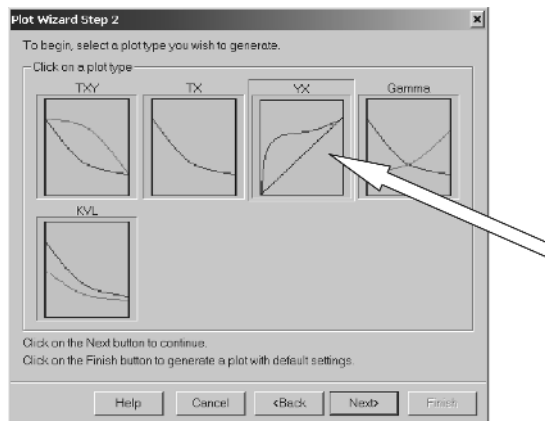 Plot Wizard Step 2
To begin, select a plot type you wish to generate.
Click on a plot type
TXY TX YX Gamma
KVL
Click on the Next button to continue.
Click on the Finish button to generate a plot with default settings.
Help Cancel <Back Next> Finish